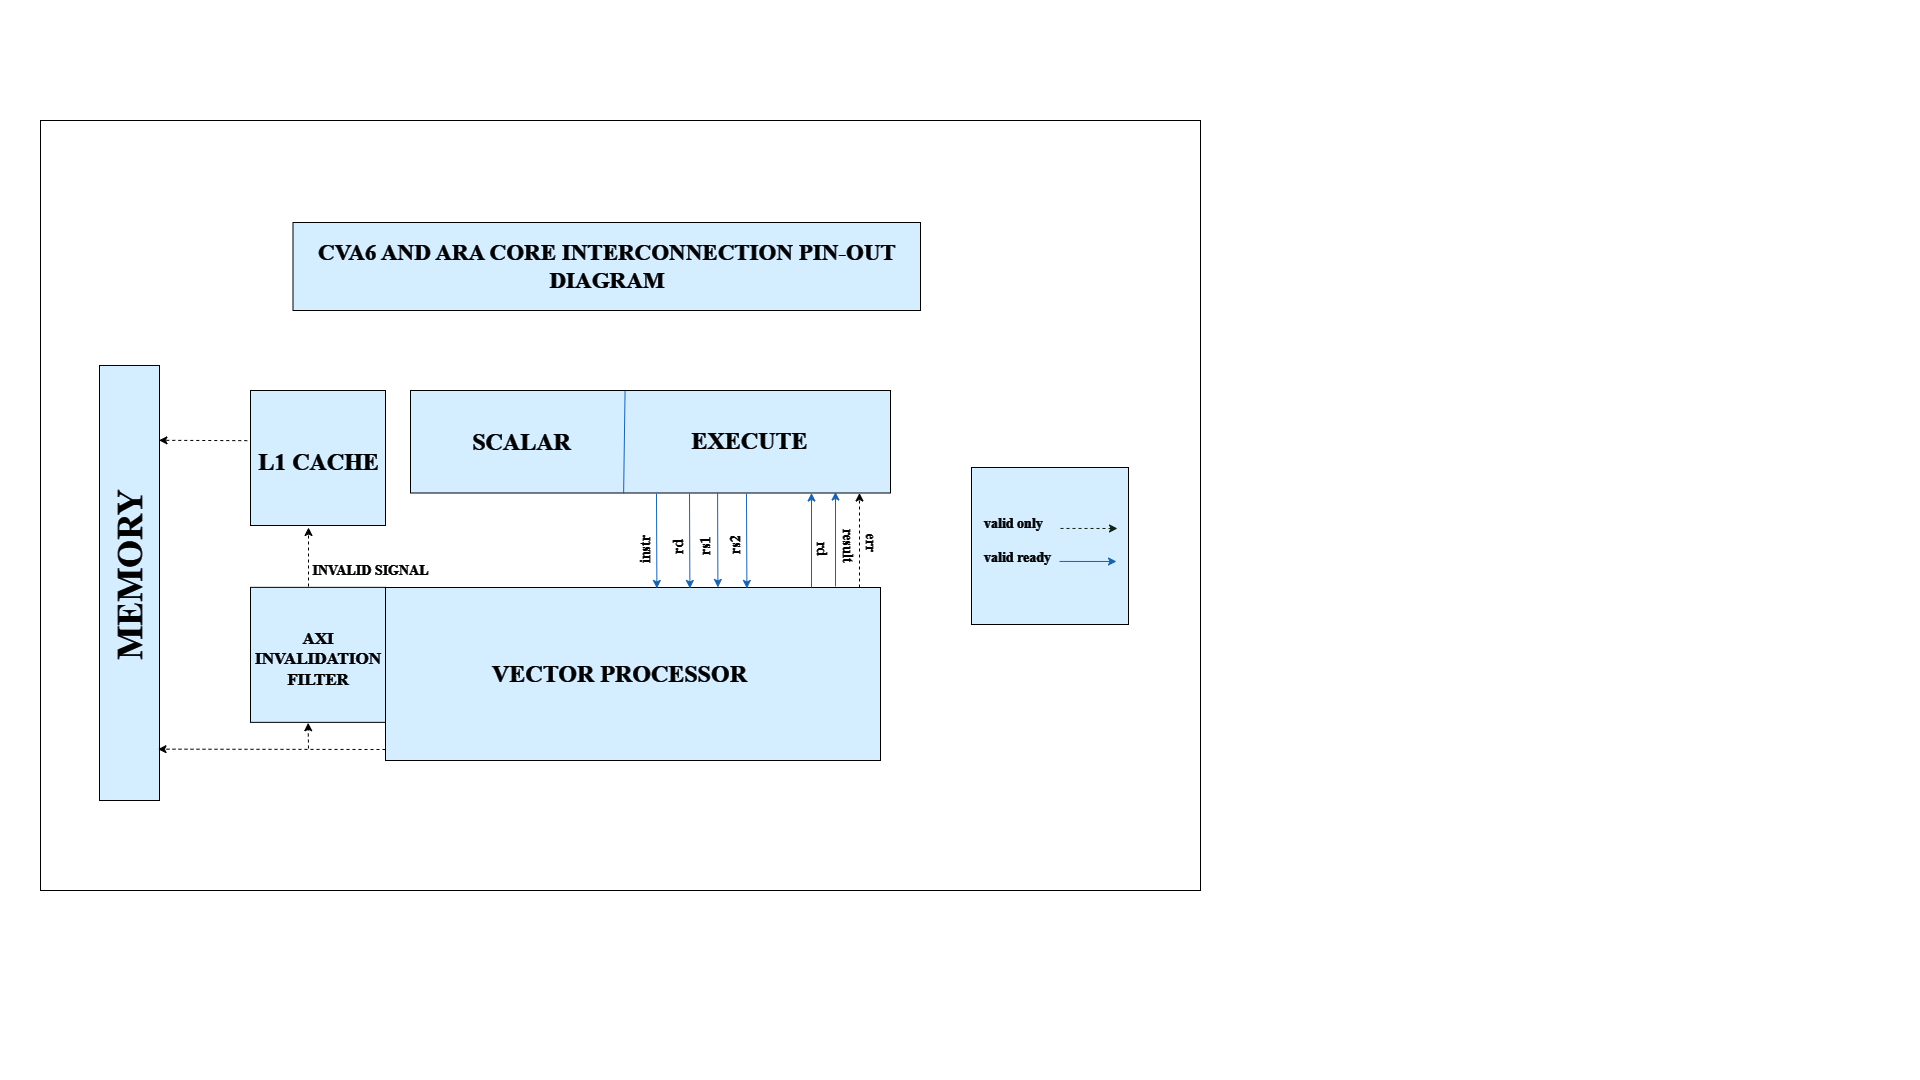 CVA6 AND ARA CORE INTERCONNECTION PIN-OUT
DIAGRAM
MEMORY
L1 CACHE
SCALAR
EXECUTE
instr
rd
rs1
rs2
rd
result
err
valid only
valid ready
INVALID SIGNAL
AXI
INVALIDATION
FILTER
VECTOR PROCESSOR